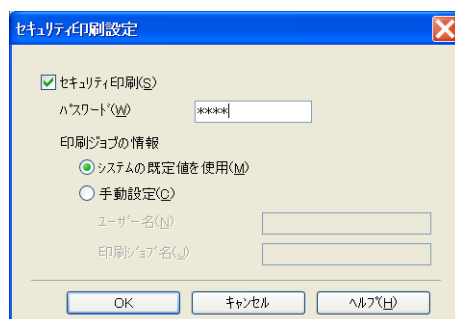 セキュリティ印刷設定
セキュリティ印刷(S)
パスワード(W) ****
印刷ジョブの情報
システムの既定値を使用(M)
手動設定(C)
ユーザー名(N)
印刷ジョブ名(J)
OK キャンセル ヘルプ(H)